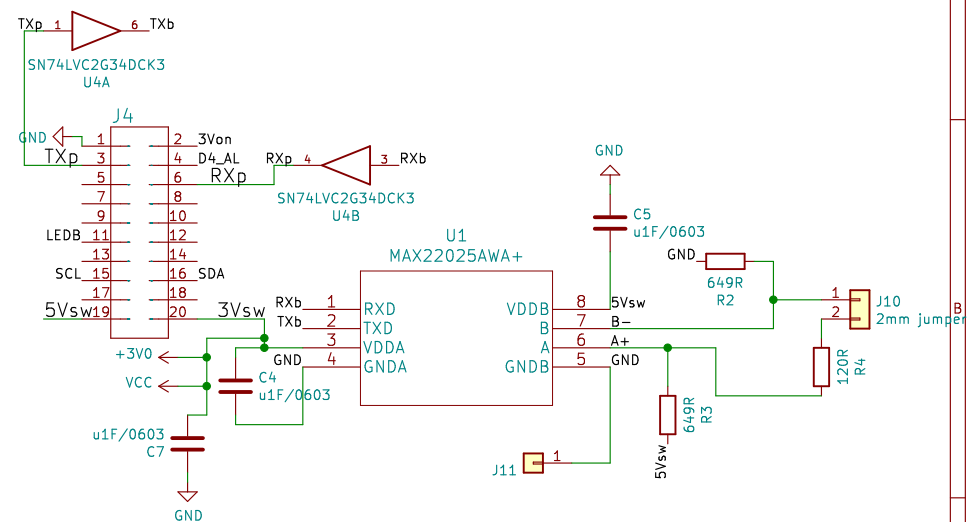 TXp 1 6 TXb
SN74LVC2G34DCK3
U4A
J4
GND 1 2 3Von
TXp 3 4 D4_AL
5 6 RXp
7 8
9 10
LEDB 11 12
13 14
SCL 15 16 SDA
17 18
5Vsw 19 20 3Vsw
RXp 4 3 RXb
SN74LVC2G34DCK3
U4B
GND
C5
u1F/0603
U1
MAX22025AWA+
RXb 1 RXD VDDB 8 5Vsw
TXb 2 TXD B 7 B-
3 VDDA A 6 A+
GND 4 GNDA GNDB 5 GND
GND
649R
R2
1 J10
2 2mm jumper
B
120R
R4
649R
R3
5Vsw
+3V0
VCC
C4
u1F/0603
u1F/0603
C7
GND
J11 1